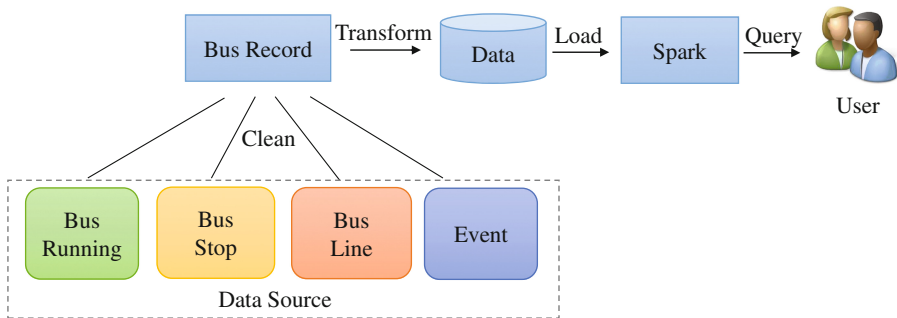 Bus Record
Transform
Data
Load
Spark
Query
User
Clean
Bus
Running
Bus
Stop
Bus
Line
Event
Data Source